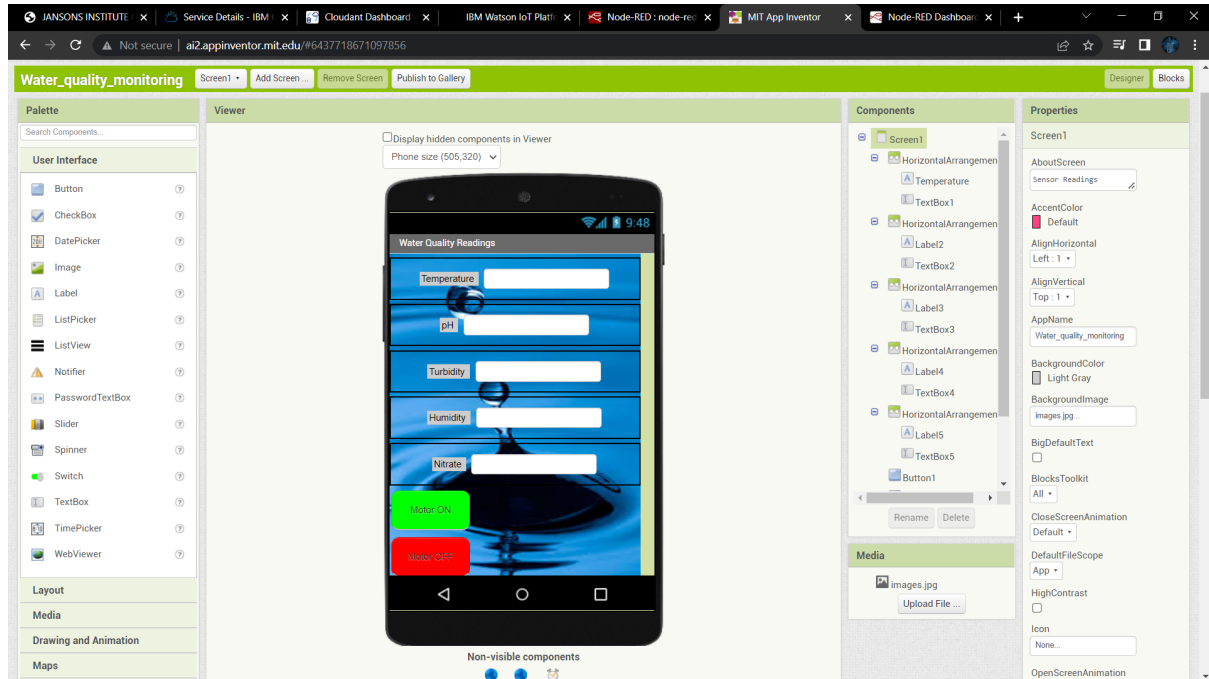 JANSONS INSTITUTE
Service Details - IBM
Cloudant Dashboard
IBM Watson IoT Platfo
Node-RED : node-red
MIT App Inventor
Node-RED Dashboard
Not secure
ai2.appinventor.mit.edu/#6437718671097856
Water_quality_monitoring
Screen1
Add Screen ...
Remove Screen
Publish to Gallery
Designer
Blocks
Palette
Search Components...
User Interface
Button
CheckBox
DatePicker
Image
Label
ListPicker
ListView
Notifier
PasswordTextBox
Slider
Spinner
Switch
TextBox
TimePicker
WebViewer
Layout
Media
Drawing and Animation
Maps
Viewer
Display hidden components in Viewer
Phone size (505,320)
9:48
Water Quality Readings
Temperature
pH
Turbidity
Humidity
Nitrate
Motor ON
Motor OFF
Non-visible components
Components
Screen1
HorizontalArrangemen
Temperature
TextBox1
HorizontalArrangemen
Label2
TextBox2
HorizontalArrangemen
Label3
TextBox3
HorizontalArrangemen
Label4
TextBox4
HorizontalArrangemen
Label5
TextBox5
Button1
Rename
Delete
Media
images.jpg
Upload File ...
Properties
Screen1
AboutScreen
Sensor Readings
AccentColor
Default
AlignHorizontal
Left : 1
AlignVertical
Top : 1
AppName
Water_quality_monitoring
BackgroundColor
Light Gray
BackgroundImage
images.jpg...
BigDefaultText
BlocksToolkit
All
CloseScreenAnimation
Default
DefaultFileScope
App
HighContrast
Icon
None...
OpenScreenAnimation